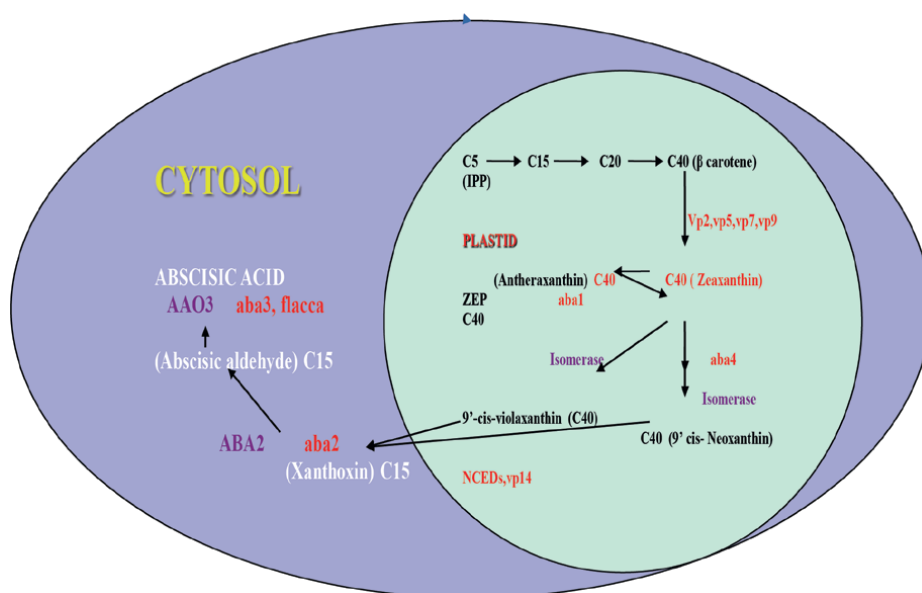 C5 C15 C20 C40 (β carotene)
(IPP)
CYTOSOL
Vp2,vp5,vp7,vp9
PLASTID
ABSCISIC ACID
(Antheraxanthin) C40 C40 ( Zeaxanthin)
AAO3 aba3, flacca
ZEP aba1
C40
(Abscisic aldehyde) C15
Isomerase aba4
Isomerase
9’-cis-violaxanthin (C40)
ABA2 aba2
C40 (9’ cis- Neoxanthin)
(Xanthoxin) C15
NCEDs,vp14